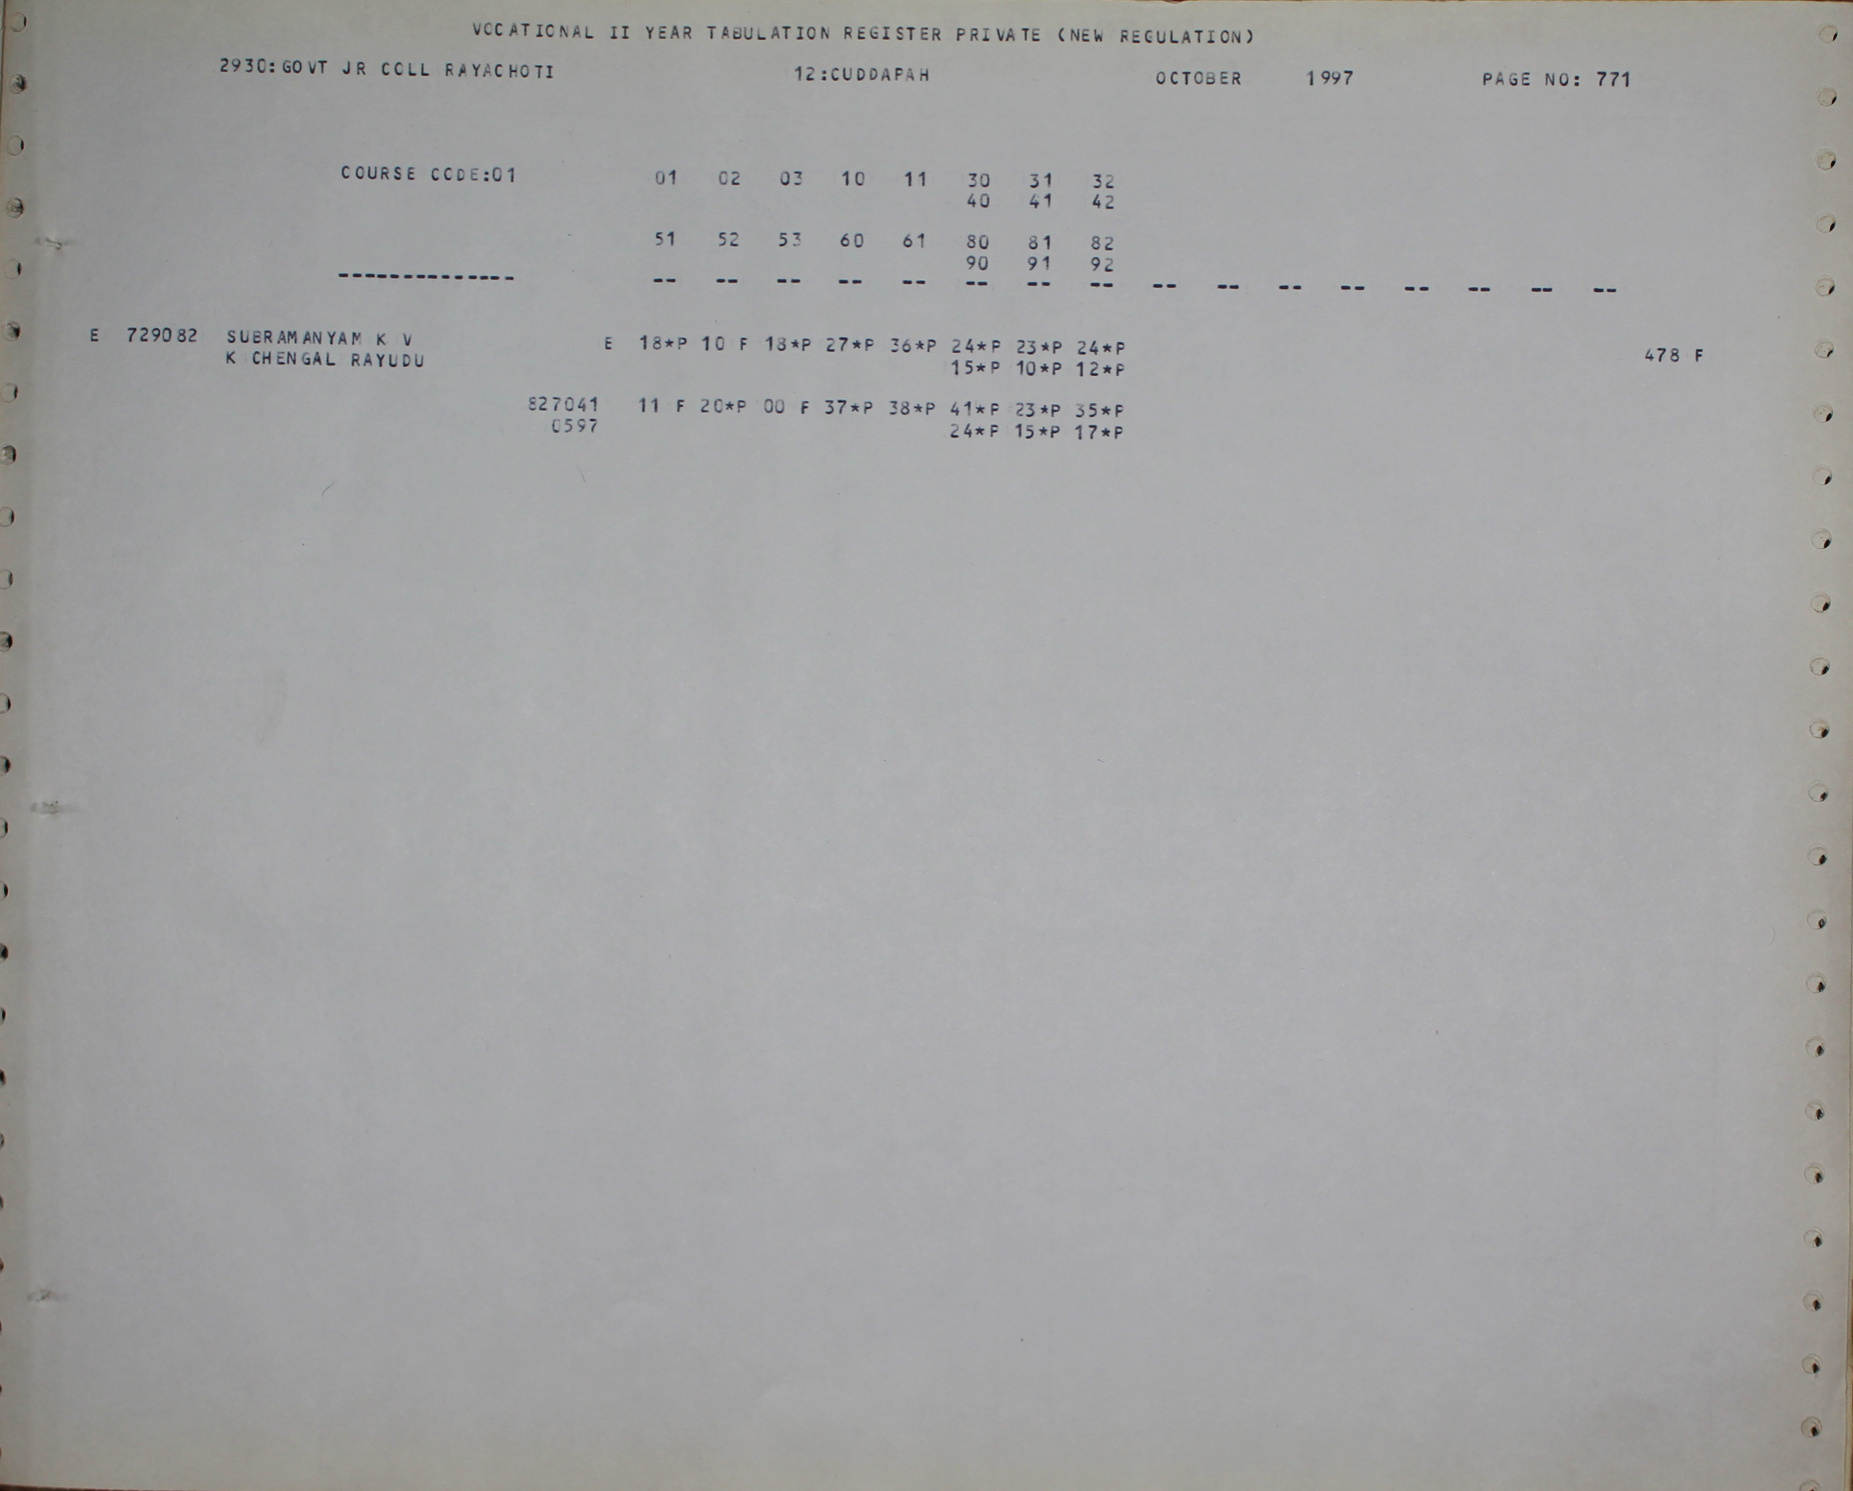 VOCATIONAL II YEAR TABULATION REGISTER PRIVATE (NEW REGULATION)
2930:GOVT JR COLL RAYACHOTI 12:CUDDAPAH OCTOBER 1997 PAGE NO: 771
COURSE CODE:01 01 02 03 10 11 30 31 32
40 41 42
51 52 53 60 61 80 81 82
90 91 92
-------------- -- -- -- -- -- -- -- -- -- -- -- -- -- -- -- --
E 729082 SUBRAMANYAM K V E 18*P 10 F 18*P 27*P 36*P 24*P 23*P 24*P
K CHENGAL RAYUDU 15*P 10*P 12*P 478 F
827041 11 F 20*P 00 F 37*P 38*P 41*P 23*P 35*P
0597 24*P 15*P 17*P